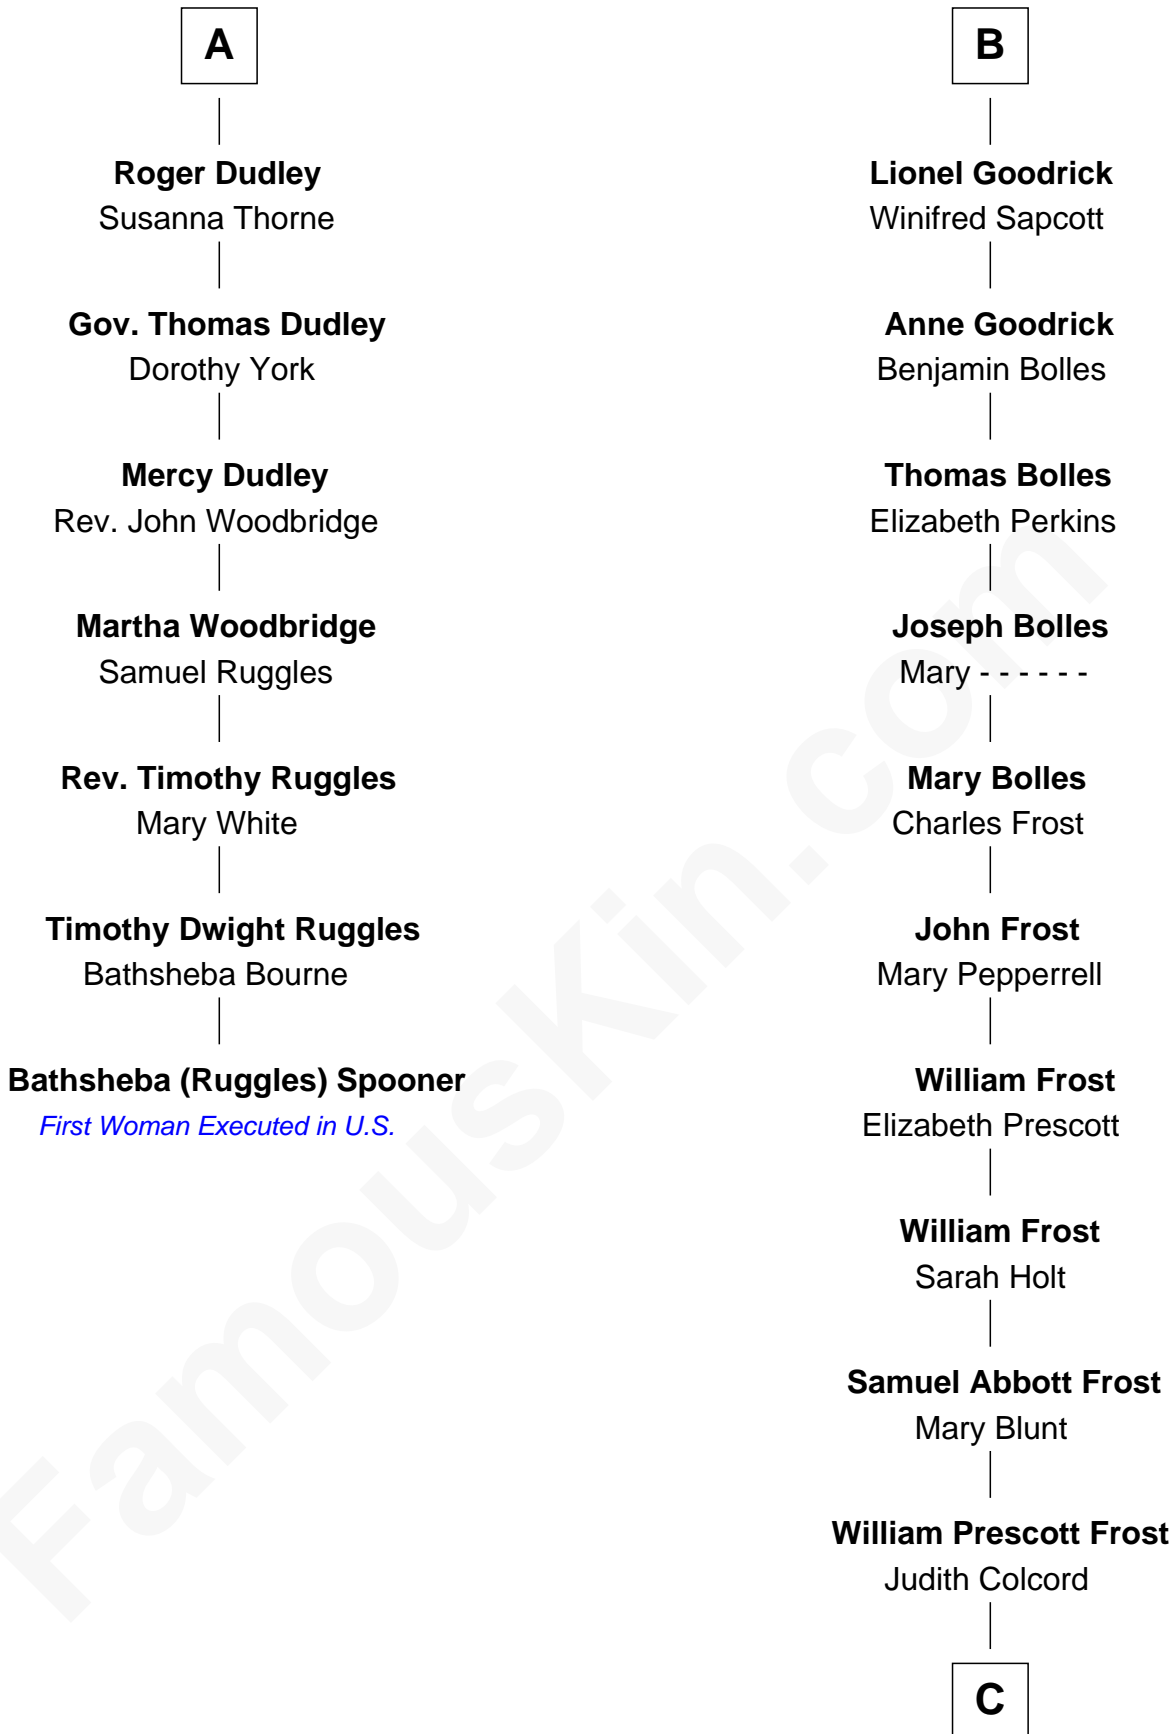 A
Roger Dudley
Susanna Thorne
Gov. Thomas Dudley
Dorothy York
Mercy Dudley
Rev. John Woodbridge
Martha Woodbridge
Samuel Ruggles
Rev. Timothy Ruggles
Mary White
Timothy Dwight Ruggles
Bathsheba Bourne
Bathsheba (Ruggles) Spooner
First Woman Executed in U.S.
B
Lionel Goodrick
Winifred Sapcott
Anne Goodrick
Benjamin Bolles
Thomas Bolles
Elizabeth Perkins
Joseph Bolles
Mary - - - - - -
Mary Bolles
Charles Frost
John Frost
Mary Pepperrell
William Frost
Elizabeth Prescott
William Frost
Sarah Holt
Samuel Abbott Frost
Mary Blunt
William Prescott Frost
Judith Colcord
C
FamousKin.com